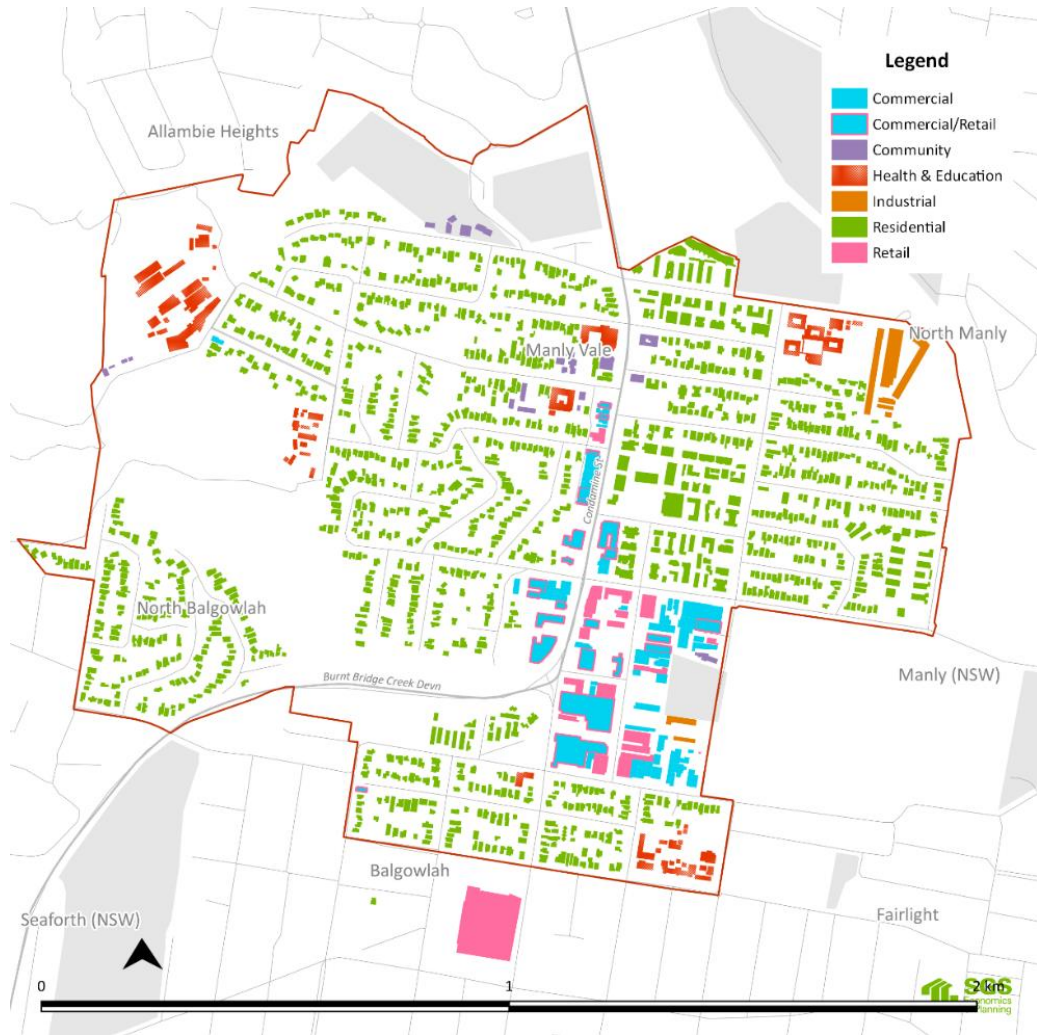 Legend
Commercial
Commercial/Retail
Community
Health & Education
Industrial
Residential
Retail
Allambie Heights
North Manly
Manly Vale
Condamine St
North Balgowlah
Manly (NSW)
Burnt Bridge Creek Devn
Balgowlah
Seaforth (NSW)
Fairlight
0
1
2 km
SGS
Economics
Planning